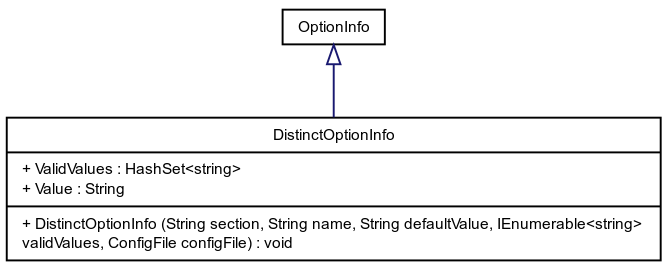 OptionInfo
DistinctOptionInfo
+ ValidValues : HashSet<string>
+ Value : String
+ DistinctOptionInfo (String section, String name, String defaultValue, IEnumerable<string>
validValues, ConfigFile configFile) : void